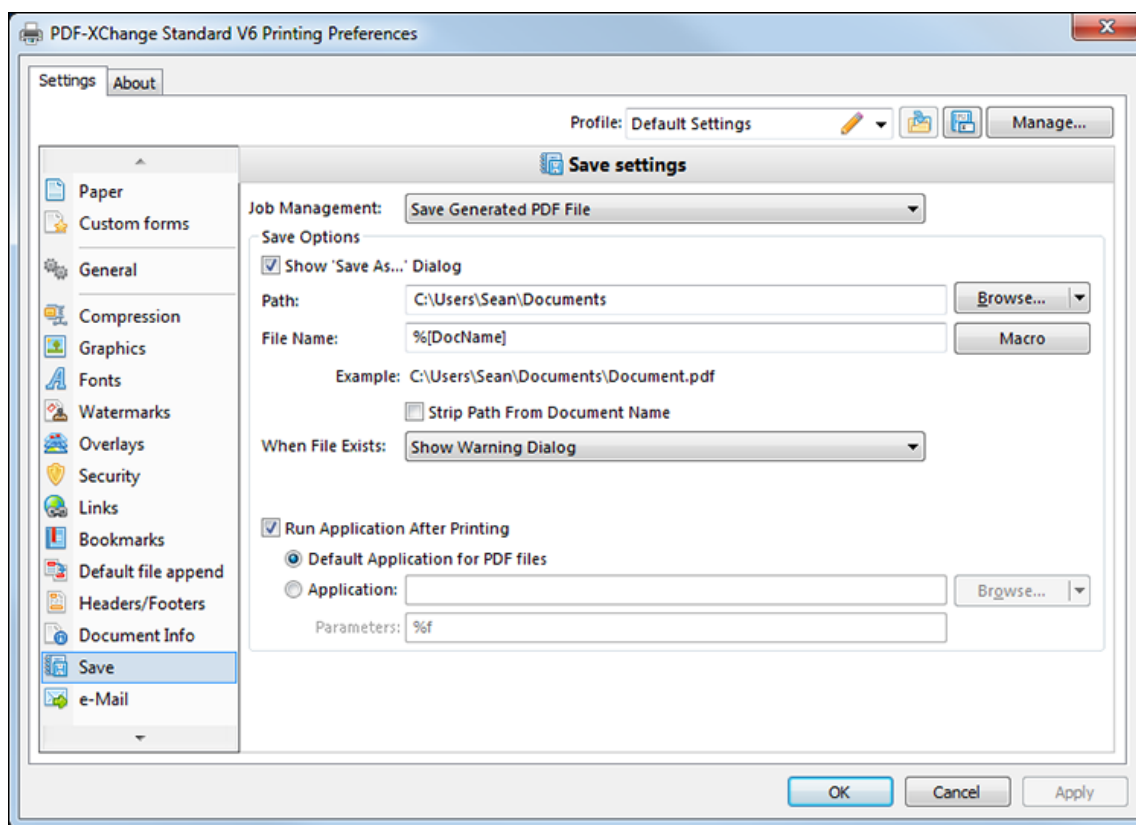 PDF-XChange Standard V6 Printing Preferences
Settings About
Profile: Default Settings Manage...
Save settings
Paper
Custom forms
General
Compression
Graphics
Fonts
Watermarks
Overlays
Security
Links
Bookmarks
Default file append
Headers/Footers
Document Info
Save
e-Mail
Job Management: Save Generated PDF File
Save Options
Show 'Save As...' Dialog
Path: C:\Users\Sean\Documents Browse...
File Name: %[DocName] Macro
Example: C:\Users\Sean\Documents\Document.pdf
Strip Path From Document Name
When File Exists: Show Warning Dialog
Run Application After Printing
Default Application for PDF files
Application: Browse...
Parameters: %f
OK Cancel Apply